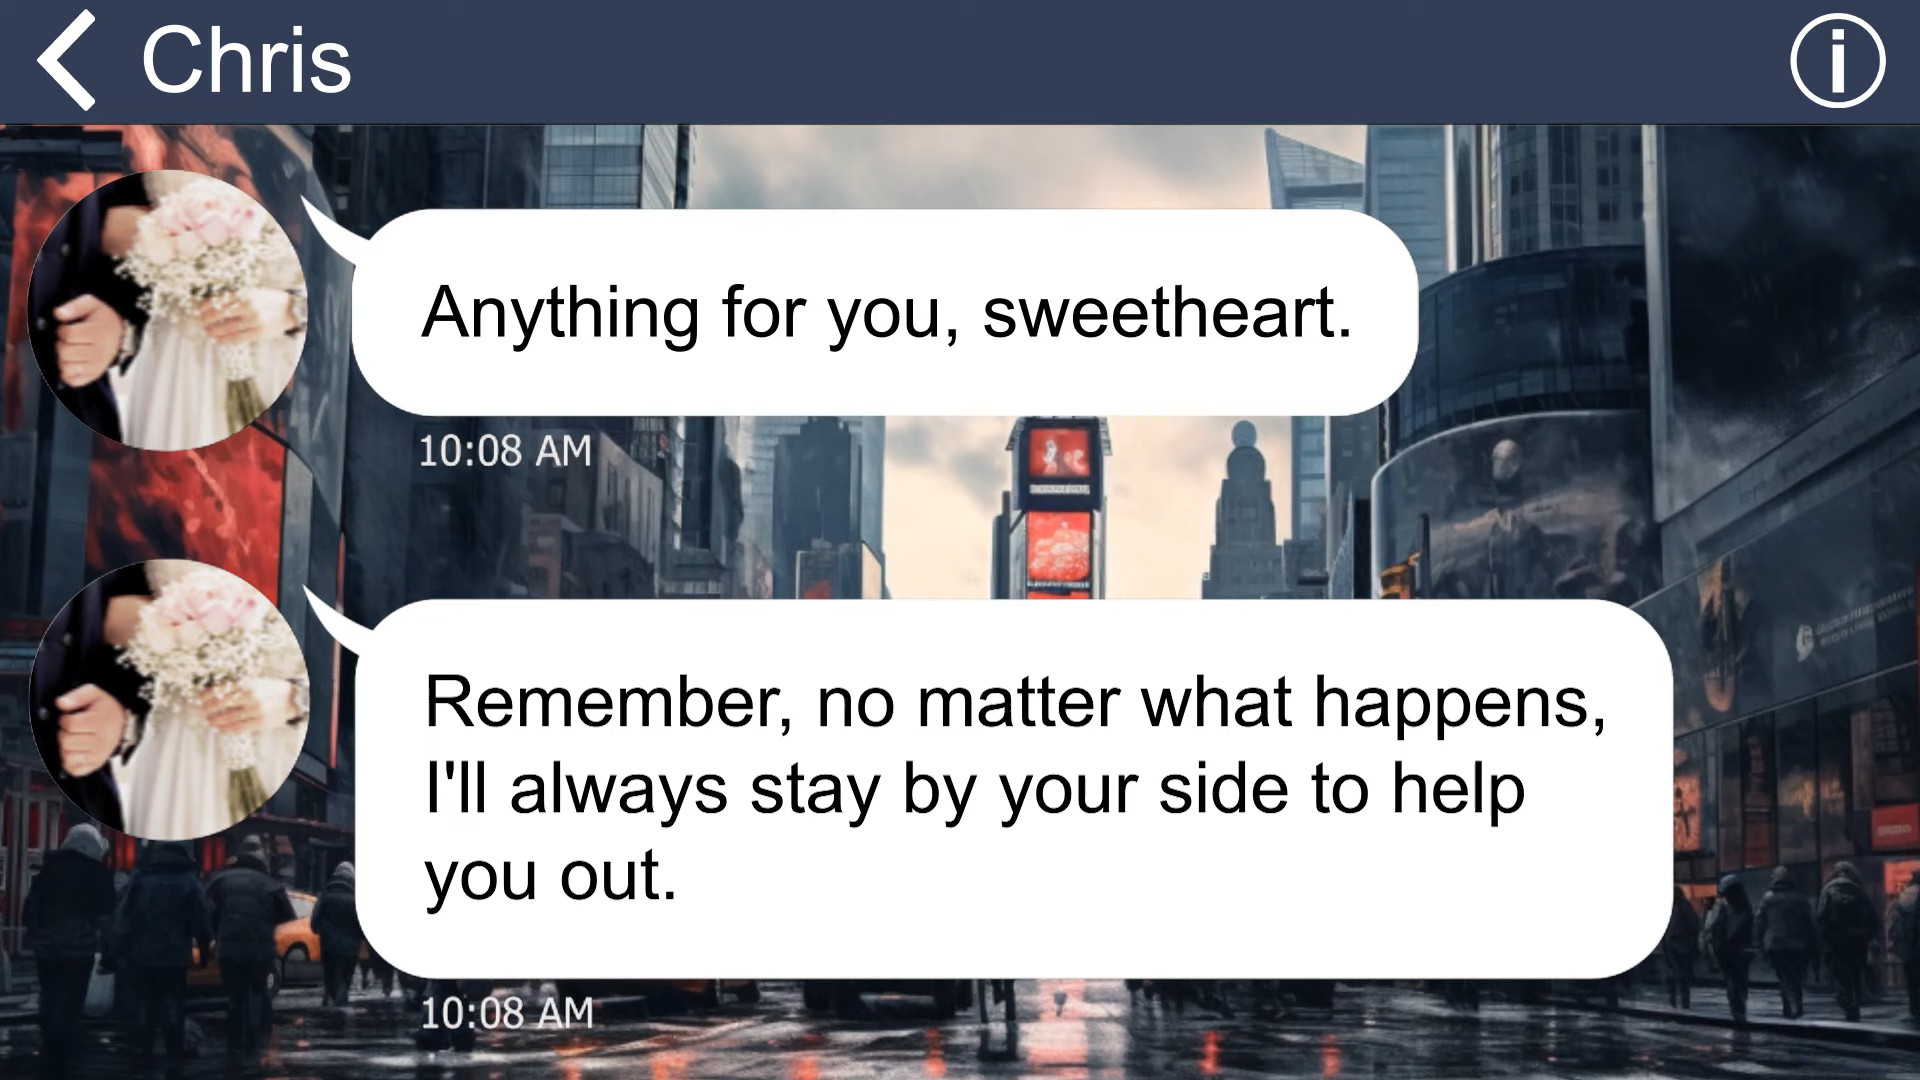 Chris
Anything for you, sweetheart.
10:08 AM
Remember, no matter what happens,
I'll always stay by your side to help
you out.
10:08 AM